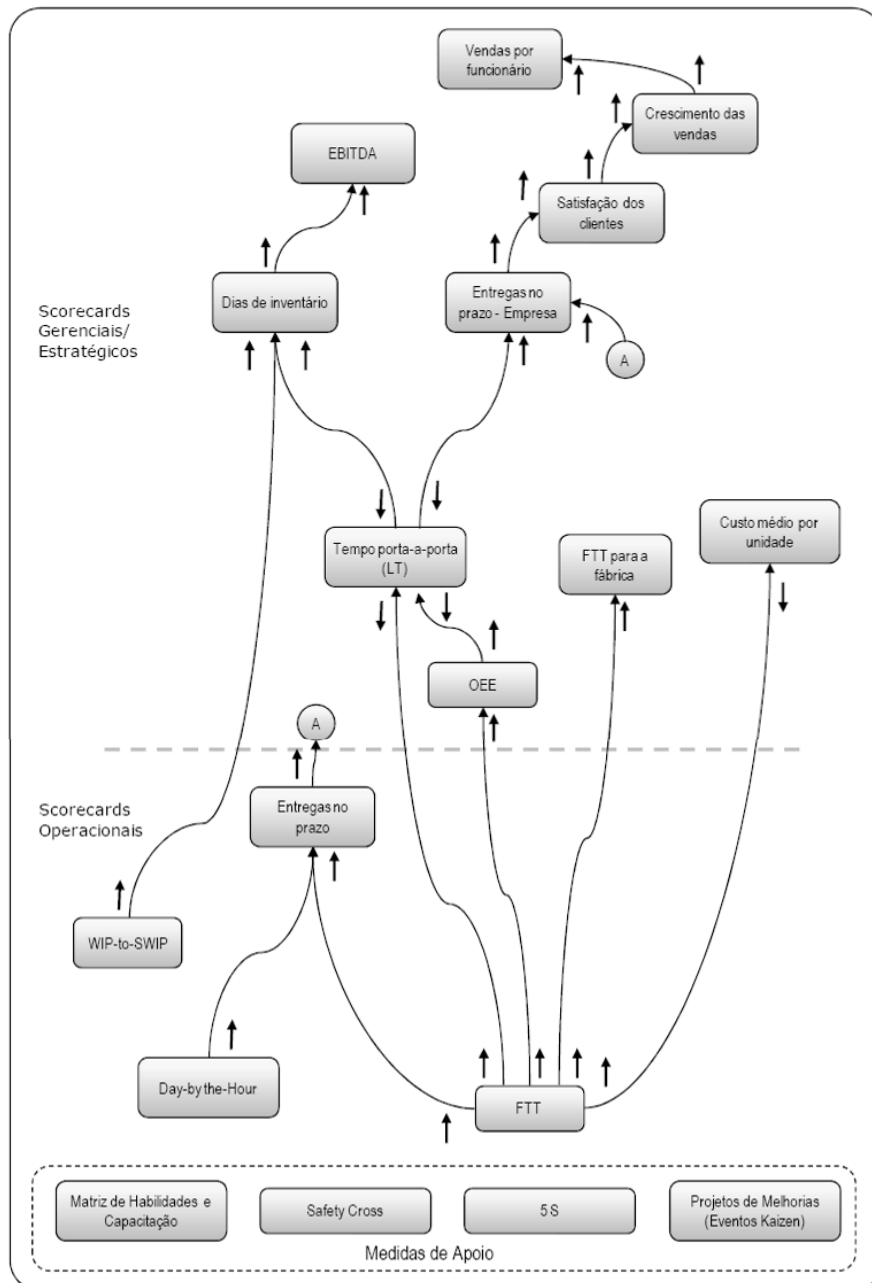 Vendas por
funcionário
Crescimento das
vendas
EBITDA
Satisfação dos
clientes
Scorecards
Gerenciais/
Estratégicos
Dias de inventário
Entregas no
prazo - Empresa
A
Tempo porta-a-porta
(LT)
FTT para a
fábrica
Custo médio por
unidade
OEE
A
Scorecards
Operacionais
Entregas no
prazo
WIP-to-SWIP
Day-by the-Hour
FTT
Matriz de Habilidades e
Capacitação
Safety Cross
5 S
Projetos de Melhorias
(Eventos Kaizen)
Medidas de Apoio